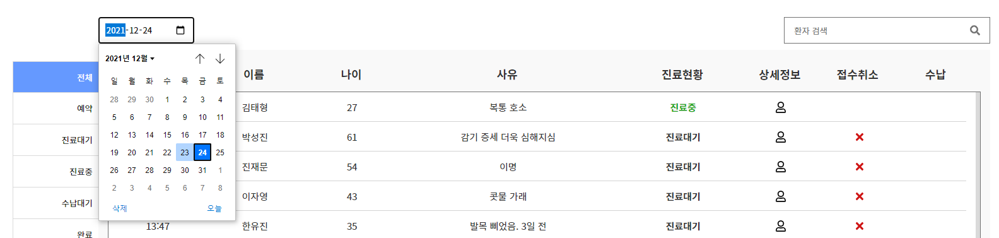 2021-12-24
환자 검색
2021년 12월
일 월 화 수 목 금 토
28 29 30 1 2 3 4
5 6 7 8 9 10 11
12 13 14 15 16 17 18
19 20 21 22 23 24 25
26 27 28 29 30 31 1
2 3 4 5 6 7 8
삭제 오늘
전체
예약
진료대기
진료중
수납대기
완료
이름 나이 사유 진료현황 상세정보 접수취소 수납
김태형 27 복통 호소 진료중
박성진 61 감기 증세 더욱 심해지심 진료대기
진재문 54 이명 진료대기
이자영 43 콧물 가래 진료대기
13:47 한유진 35 발목 삐었음. 3일 전 진료대기